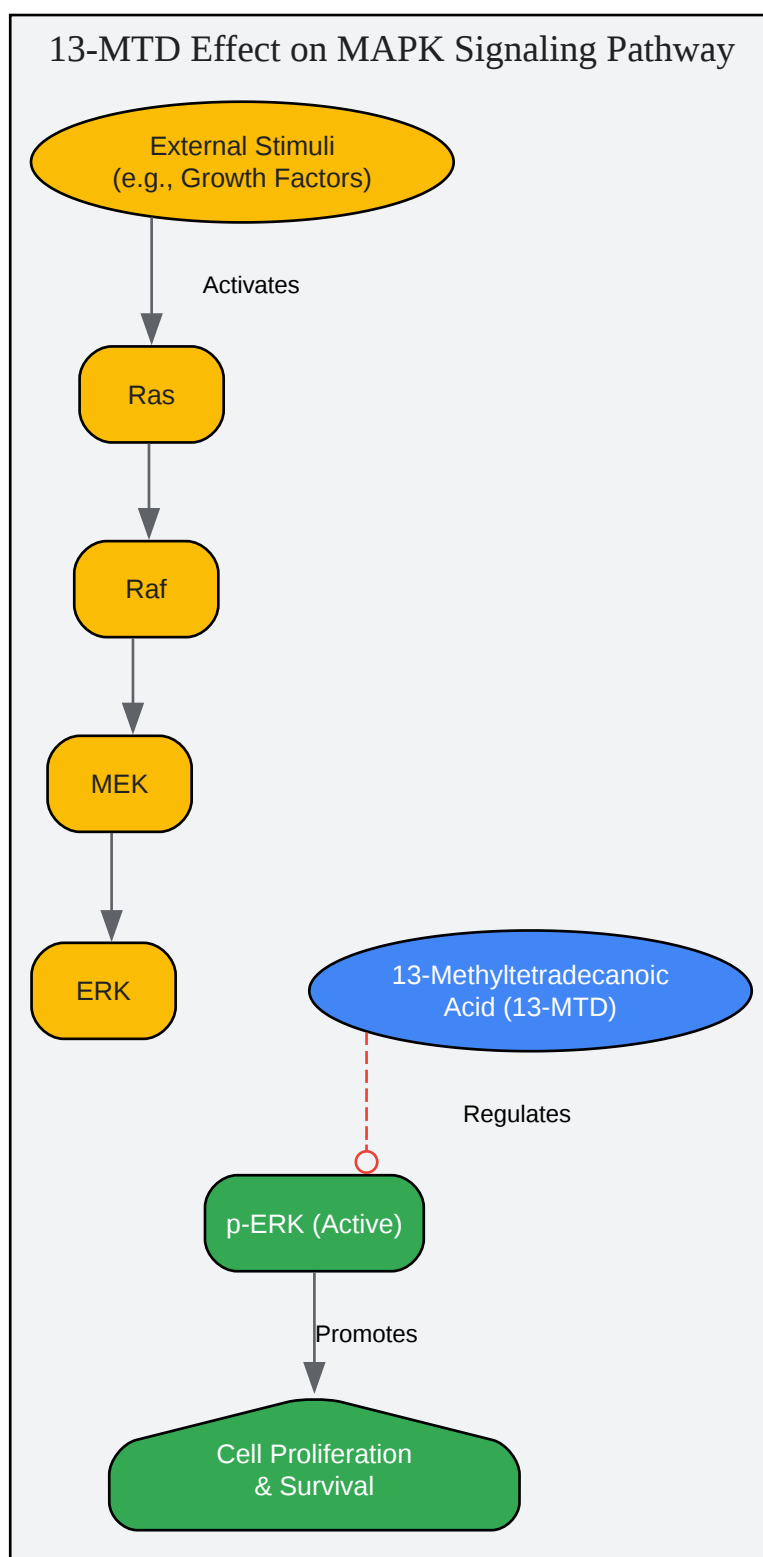 13-MTD Effect on MAPK Signaling Pathway
External Stimuli
(e.g., Growth Factors)
Activates
Ras
Raf
MEK
ERK
13-Methyltetradecanoic
Acid (13-MTD)
Regulates
p-ERK (Active)
Promotes
Cell Proliferation
& Survival